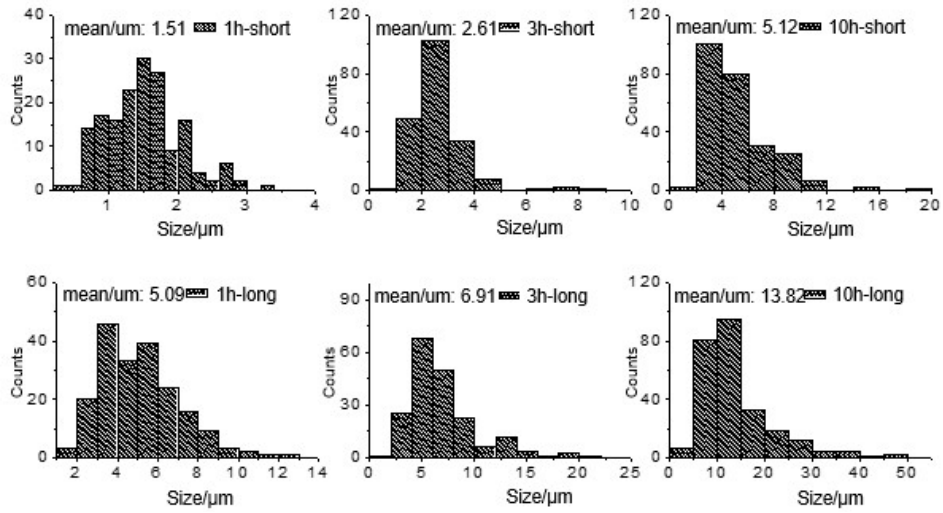 mean/um: 1.51 1h-short
40
30
20
10
0
Counts
1 2 3 4
Size/μm
mean/um: 2.61 3h-short
120
80
40
0
Counts
0 2 4 6 8 10
Size/μm
mean/um: 5.12 10h-short
120
80
40
0
Counts
0 4 8 12 16 20
Size/μm
mean/um: 5.09 1h-long
60
40
20
0
Counts
2 4 6 8 10 12 14
Size/μm
mean/um: 6.91 3h-long
90
60
30
0
Counts
0 5 10 15 20 25
Size/μm
mean/um: 13.82 10h-long
120
80
40
0
Counts
0 10 20 30 40 50
Size/μm